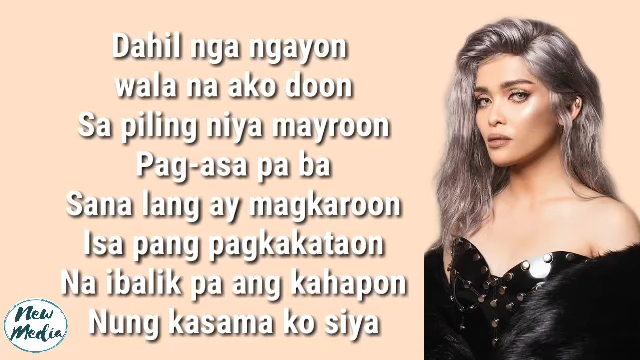 Dahil nga ngayon
wala na ako doon
Sa piling niya mayroon
Pag-asa pa ba
Sana lang ay magkaroon
Isa pang pagkakataon
Na ibalik pa ang kahapon
Nung kasama ko siya
New
Media